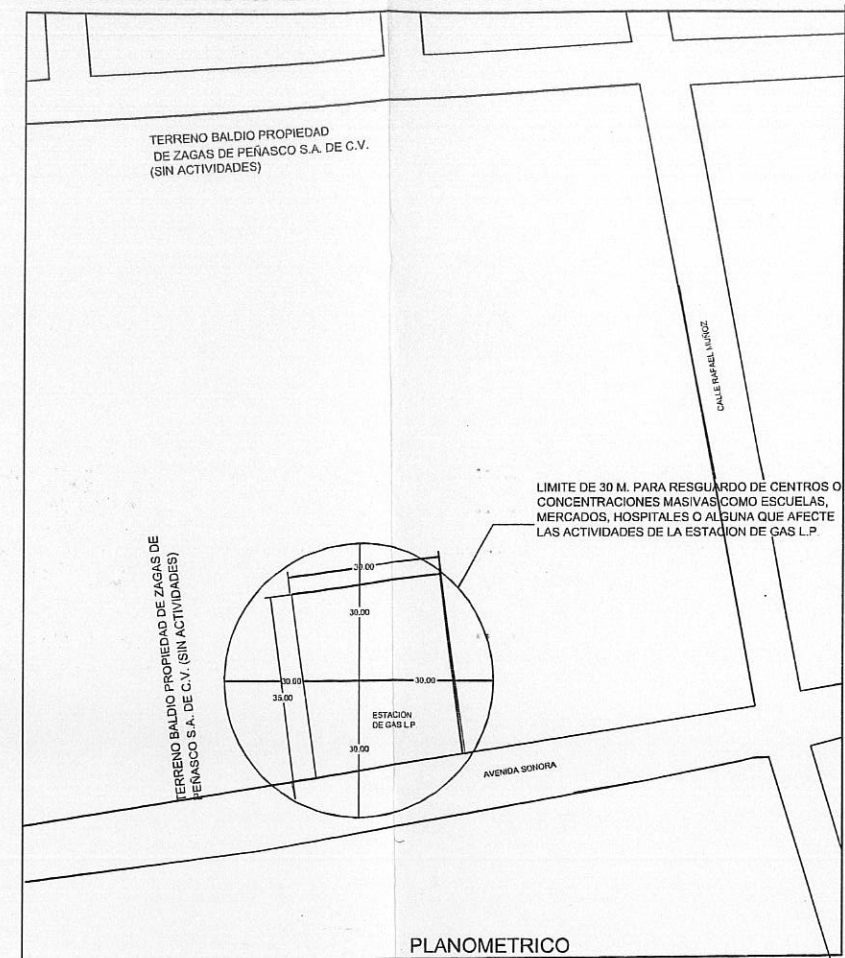 TERRENO BALDIO PROPIEDAD
DE ZAGAS DE PEÑASCO S.A. DE C.V.
(SIN ACTIVIDADES)
CALLE RAFAEL MUÑOZ
LIMITE DE 30 M. PARA RESGUARDO DE CENTROS O
CONCENTRACIONES MASIVAS COMO ESCUELAS,
MERCADOS, HOSPITALES O ALGUNA QUE AFECTE
LAS ACTIVIDADES DE LA ESTACION DE GAS L.P.
TERRENO BALDIO PROPIEDAD DE ZAGAS DE
PEÑASCO S.A. DE C.V. (SIN ACTIVIDADES)
30.00
30.00
30.00
30.00
35.00
ESTACION
DE GAS L.P.
30.00
AVENIDA SONORA
PLANOMETRICO